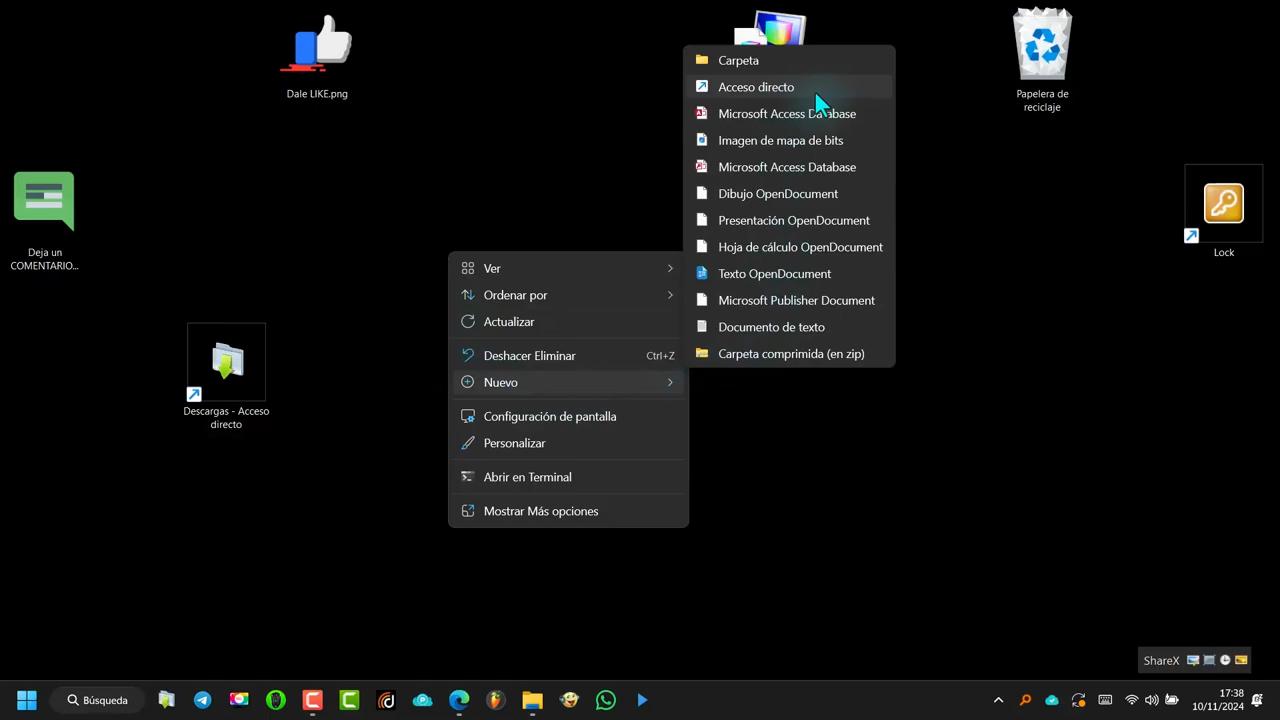 Dale LIKE.png
Papelera de
reciclaje
Carpeta
Acceso directo
Microsoft Access Database
Imagen de mapa de bits
Microsoft Access Database
Dibujo OpenDocument
Presentación OpenDocument
Hoja de cálculo OpenDocument
Texto OpenDocument
Microsoft Publisher Document
Documento de texto
Carpeta comprimida (en zip)
Deja un
COMENTARIO...
Lock
Ver
Ordenar por
Actualizar
Deshacer Eliminar Ctrl+Z
Nuevo
Configuración de pantalla
Personalizar
Abrir en Terminal
Mostrar Más opciones
Descargas - Acceso
directo
ShareX
Búsqueda
17:38
10/11/2024